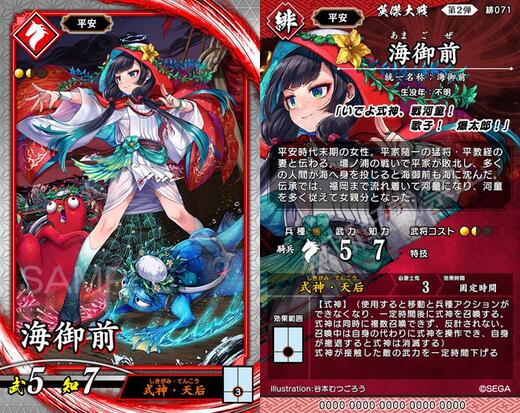 平安
SAMPLE
海御前
武5 知7
しきがみ・てんこう
式神・天后
3
緋
平安
英傑大戦
第2弾
緋071
あまごぜ
海御前
統一名称:海御前
生没年:不明
「いでよ式神、戦河童!
歌子! 瀑太郎!」
平安時代末期の女性。平家随一の猛将・平教経の
妻と伝わる。壇ノ浦の戦いで平家が敗北し、多く
の人間が海へ身を投じると海御前も海に沈んだ。
伝承では、福岡まで流れ着いて河童になり、河童
を多く従えて女親分となった。
兵種 武力 知力 武将コスト
騎兵 5 7 特技
しきがみ・てんこう 必要士気 効果時間
式神・天后 3 固定時間
効果範囲
【式神】(使用すると移動と兵種アクションが
できなくなり、一定時間後に式神を召喚する。
式神は同時に複数召喚できず、反計されない。
召喚中は自身の代わりに式神を操作でき、自身が
撤退すると式神は消滅する)
式神が接触した敵の武力を一定時間下げる
Illustration:谷本むつごろう
©SEGA
0000 0000 0000 0000 0000